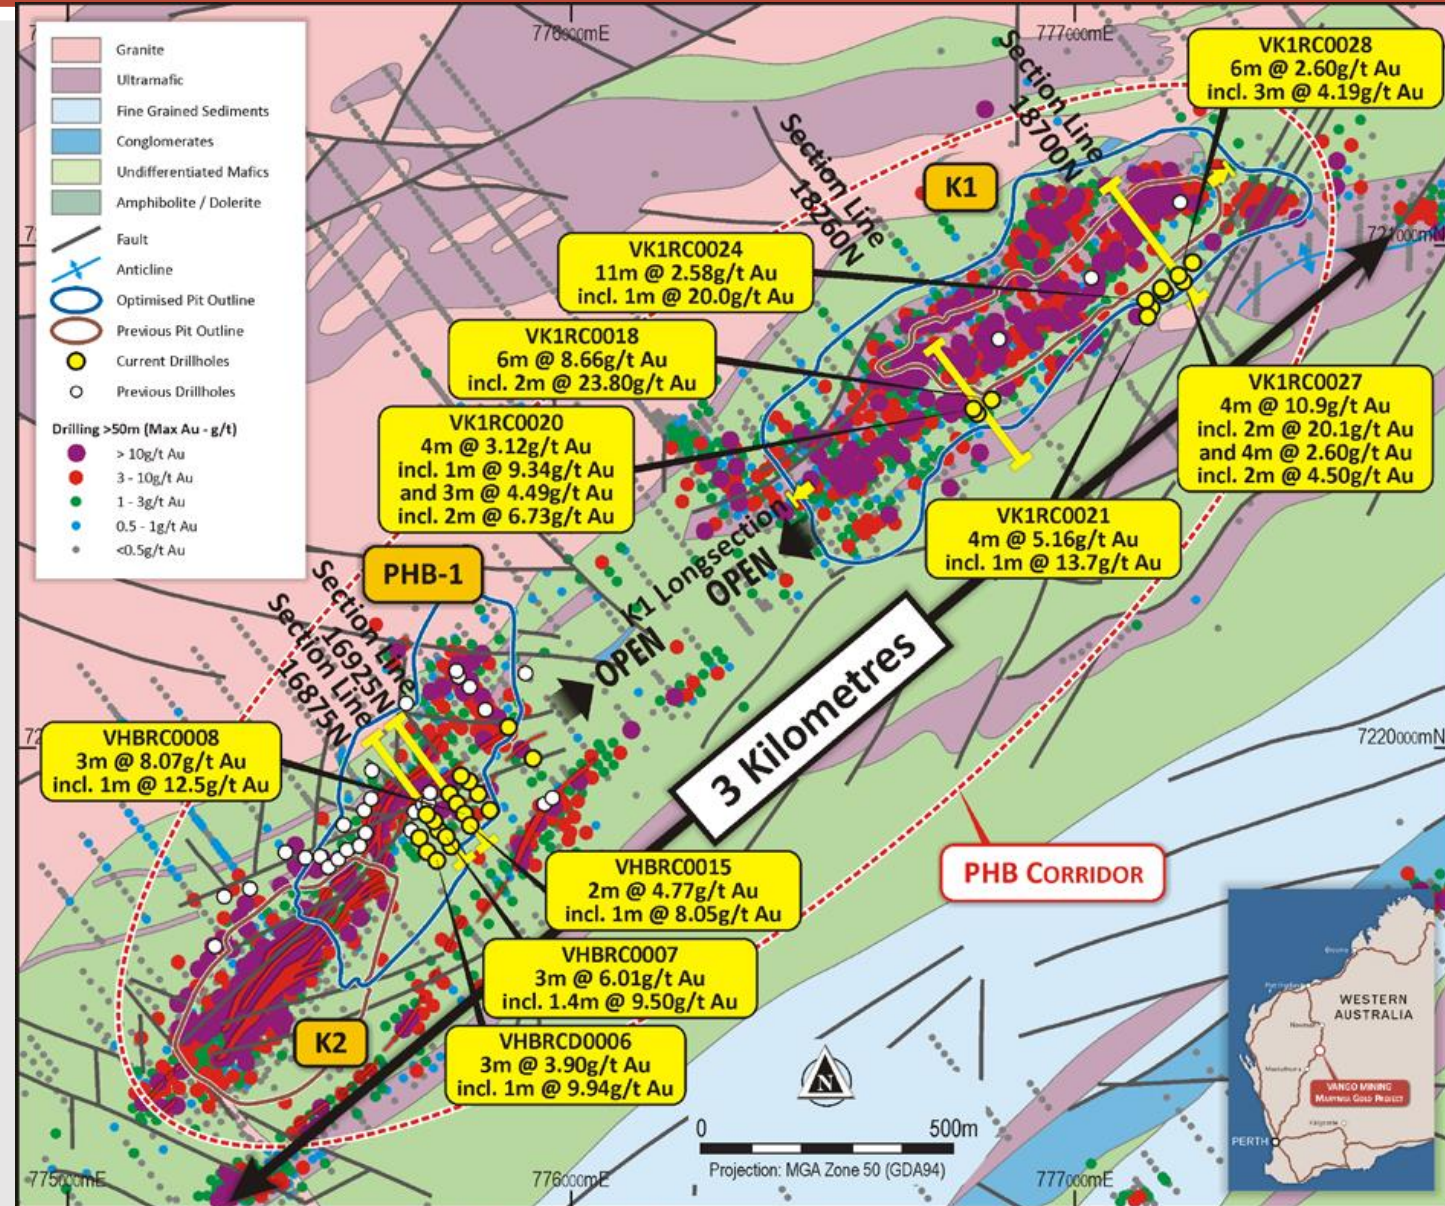 Granite
Ultramafic
Fine Grained Sediments
Conglomerates
Undifferentiated Mafics
Amphibolite / Dolerite
Fault
Anticline
Optimised Pit Outline
Previous Pit Outline
Current Drillholes
Previous Drillholes
Drilling >50m (Max Au - g/t)
> 10g/t Au
3 - 10g/t Au
1 - 3g/t Au
0.5 - 1g/t Au
<0.5g/t Au
776000mE
777000mE
Section Line
18700N
Section Line
18260N
VK1RC0028
6m @ 2.60g/t Au
incl. 3m @ 4.19g/t Au
K1
721000mN
VK1RC0024
11m @ 2.58g/t Au
incl. 1m @ 20.0g/t Au
VK1RC0018
6m @ 8.66g/t Au
incl. 2m @ 23.80g/t Au
VK1RC0020
4m @ 3.12g/t Au
incl. 1m @ 9.34g/t Au
and 3m @ 4.49g/t Au
incl. 2m @ 6.73g/t Au
VK1RC0027
4m @ 10.9g/t Au
incl. 2m @ 20.1g/t Au
and 4m @ 2.60g/t Au
incl. 2m @ 4.50g/t Au
VK1RC0021
4m @ 5.16g/t Au
incl. 1m @ 13.7g/t Au
K1 Longsection
OPEN
OPEN
PHB-1
Section Line
16925N
Section Line
16875N
3 Kilometres
7220000mN
VHBRC0008
3m @ 8.07g/t Au
incl. 1m @ 12.5g/t Au
PHB CORRIDOR
VHBRC0015
2m @ 4.77g/t Au
incl. 1m @ 8.05g/t Au
VHBRC0007
3m @ 6.01g/t Au
incl. 1.4m @ 9.50g/t Au
K2
VHBRCD0006
3m @ 3.90g/t Au
incl. 1m @ 9.94g/t Au
N
0 500m
Projection: MGA Zone 50 (GDA94)
775000mE
776000mE
777000mE
WESTERN
AUSTRALIA
VANGO MINING
MARYMIA GOLD PROJECT
PERTH